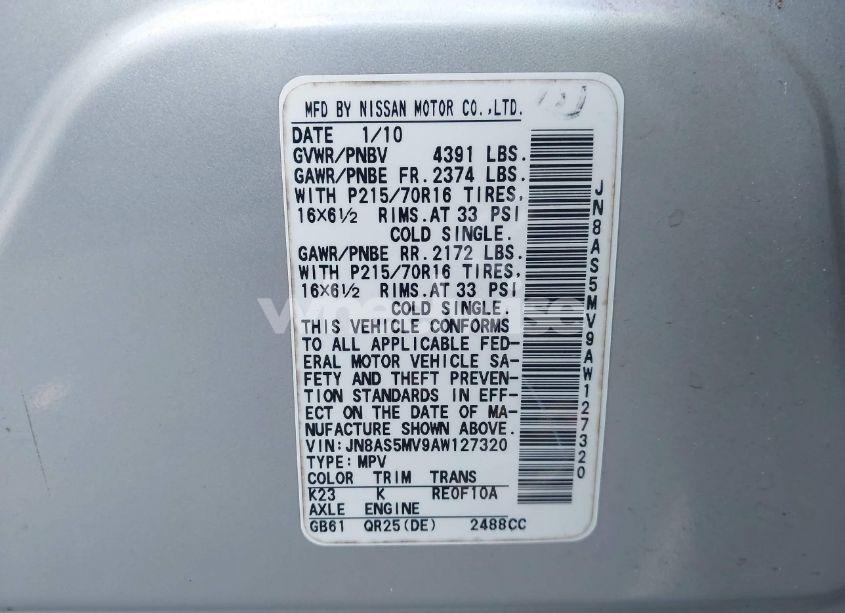 MFD BY NISSAN MOTOR CO.,LTD.
DATE 1/10
GVWR/PNBV 4391 LBS.
GAWR/PNBE FR.2374 LBS.
WITH P215/70R16 TIRES,
16X6½ RIMS.AT 33 PSI
COLD SINGLE.
GAWR/PNBE RR.2172 LBS.
WITH P215/70R16 TIRES,
16X6½ RIMS.AT 33 PSI
COLD SINGLE.
THIS VEHICLE CONFORMS
TO ALL APPLICABLE FED-
ERAL MOTOR VEHICLE SA-
FETY AND THEFT PREVEN-
TION STANDARDS IN EFF-
ECT ON THE DATE OF MA-
NUFACTURE SHOWN ABOVE.
VIN:JN8AS5MV9AW127320
TYPE:MPV
COLOR TRIM TRANS
K23 K RE0F10A
AXLE ENGINE
GB61 QR25(DE) 2488CC
JN8AS5MV9AW127320